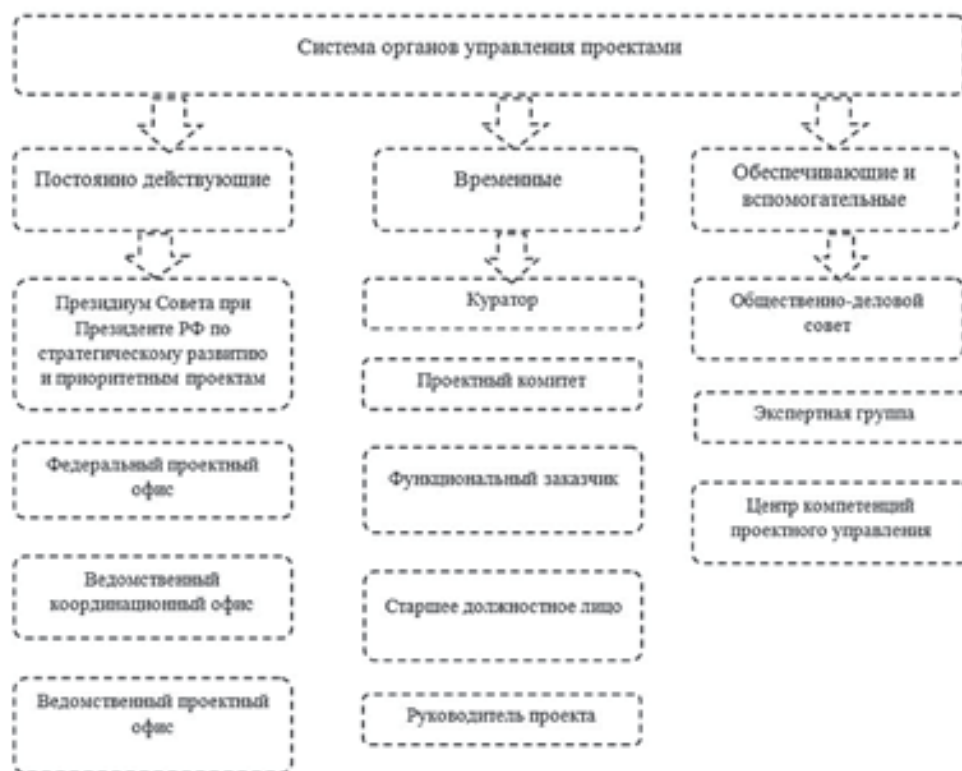 Система органов управления проектами
Постоянно действующие
Временные
Обеспечивающие и
вспомогательные
Президиум Совета при
Президенте РФ по
стратегическому развитию
и приоритетным проектам
Федеральный проектный
офис
Ведомственный
координационный офис
Ведомственный проектный
офис
Куратор
Проектный комитет
Функциональный заказчик
Старшее должностное лицо
Руководитель проекта
Общественно-деловой
совет
Экспертная группа
Центр компетенций
проектного управления